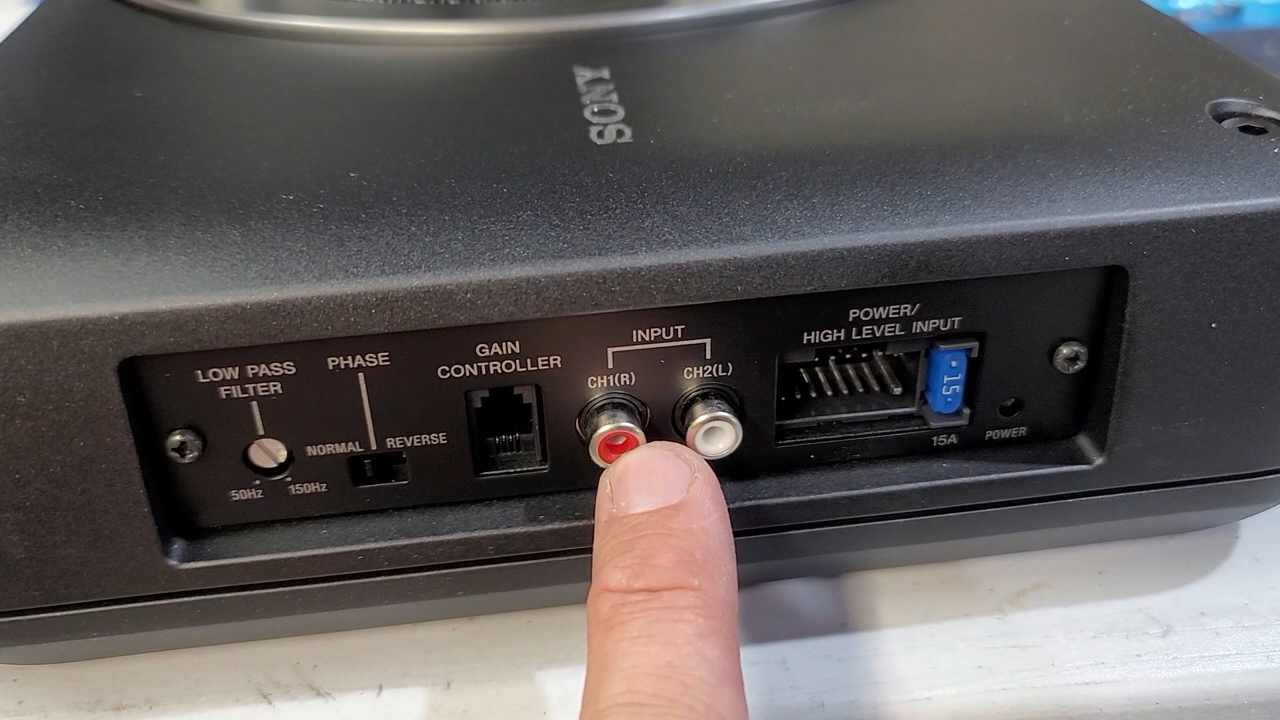 SONY
LOW PASS
FILTER
50Hz
150Hz
PHASE
NORMAL
REVERSE
GAIN
CONTROLLER
INPUT
CH1(R)
CH2(L)
POWER/
HIGH LEVEL INPUT
15
15A
POWER